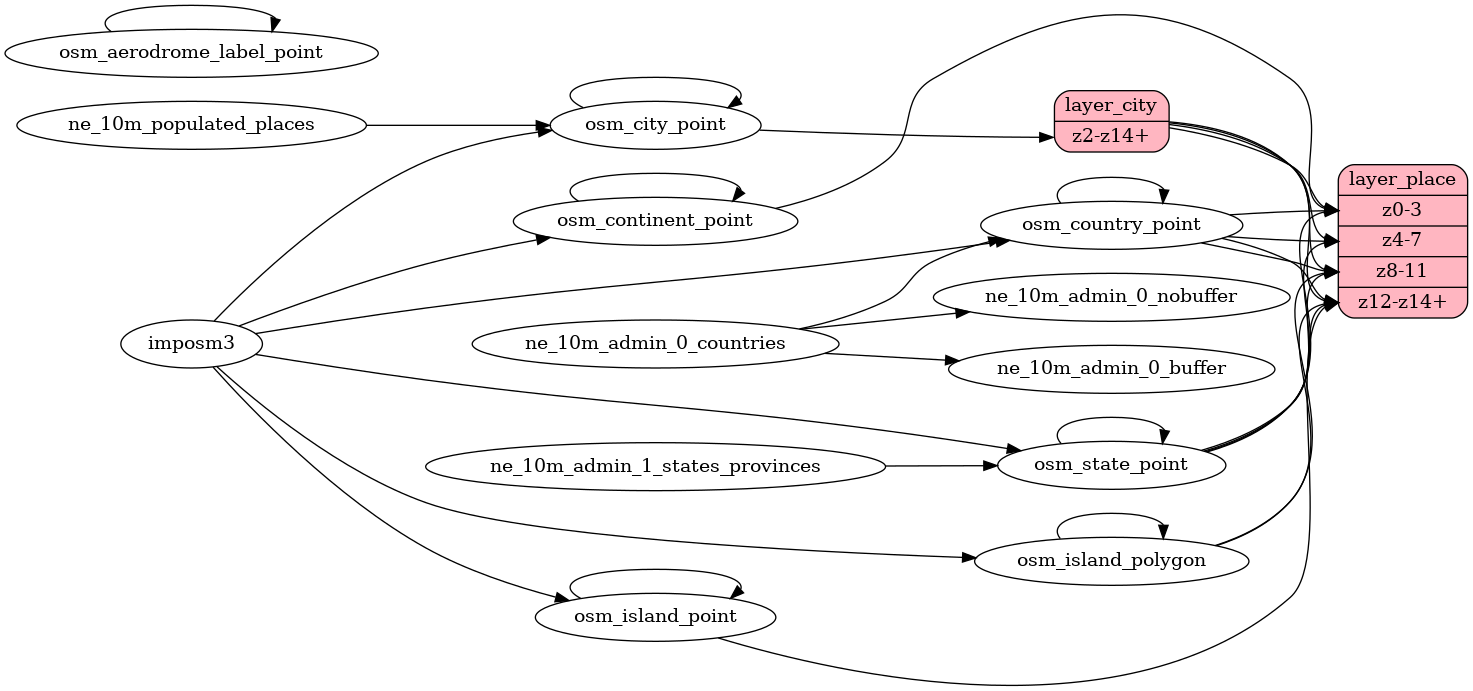 osm_aerodrome_label_point
ne_10m_populated_places
osm_city_point
layer_city
z2-z14+
osm_continent_point
osm_country_point
layer_place
z0-3
z4-7
z8-11
z12-z14+
ne_10m_admin_0_nobuffer
imposm3
ne_10m_admin_0_countries
ne_10m_admin_0_buffer
ne_10m_admin_1_states_provinces
osm_state_point
osm_island_polygon
osm_island_point